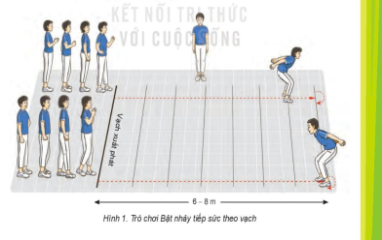 KẾT NỐI TRI THỨC
VỚI CUỘC SỐNG
Vạch xuất phát
6 – 8 m
Hình 1. Trò chơi Bật nhảy tiếp sức theo vạch